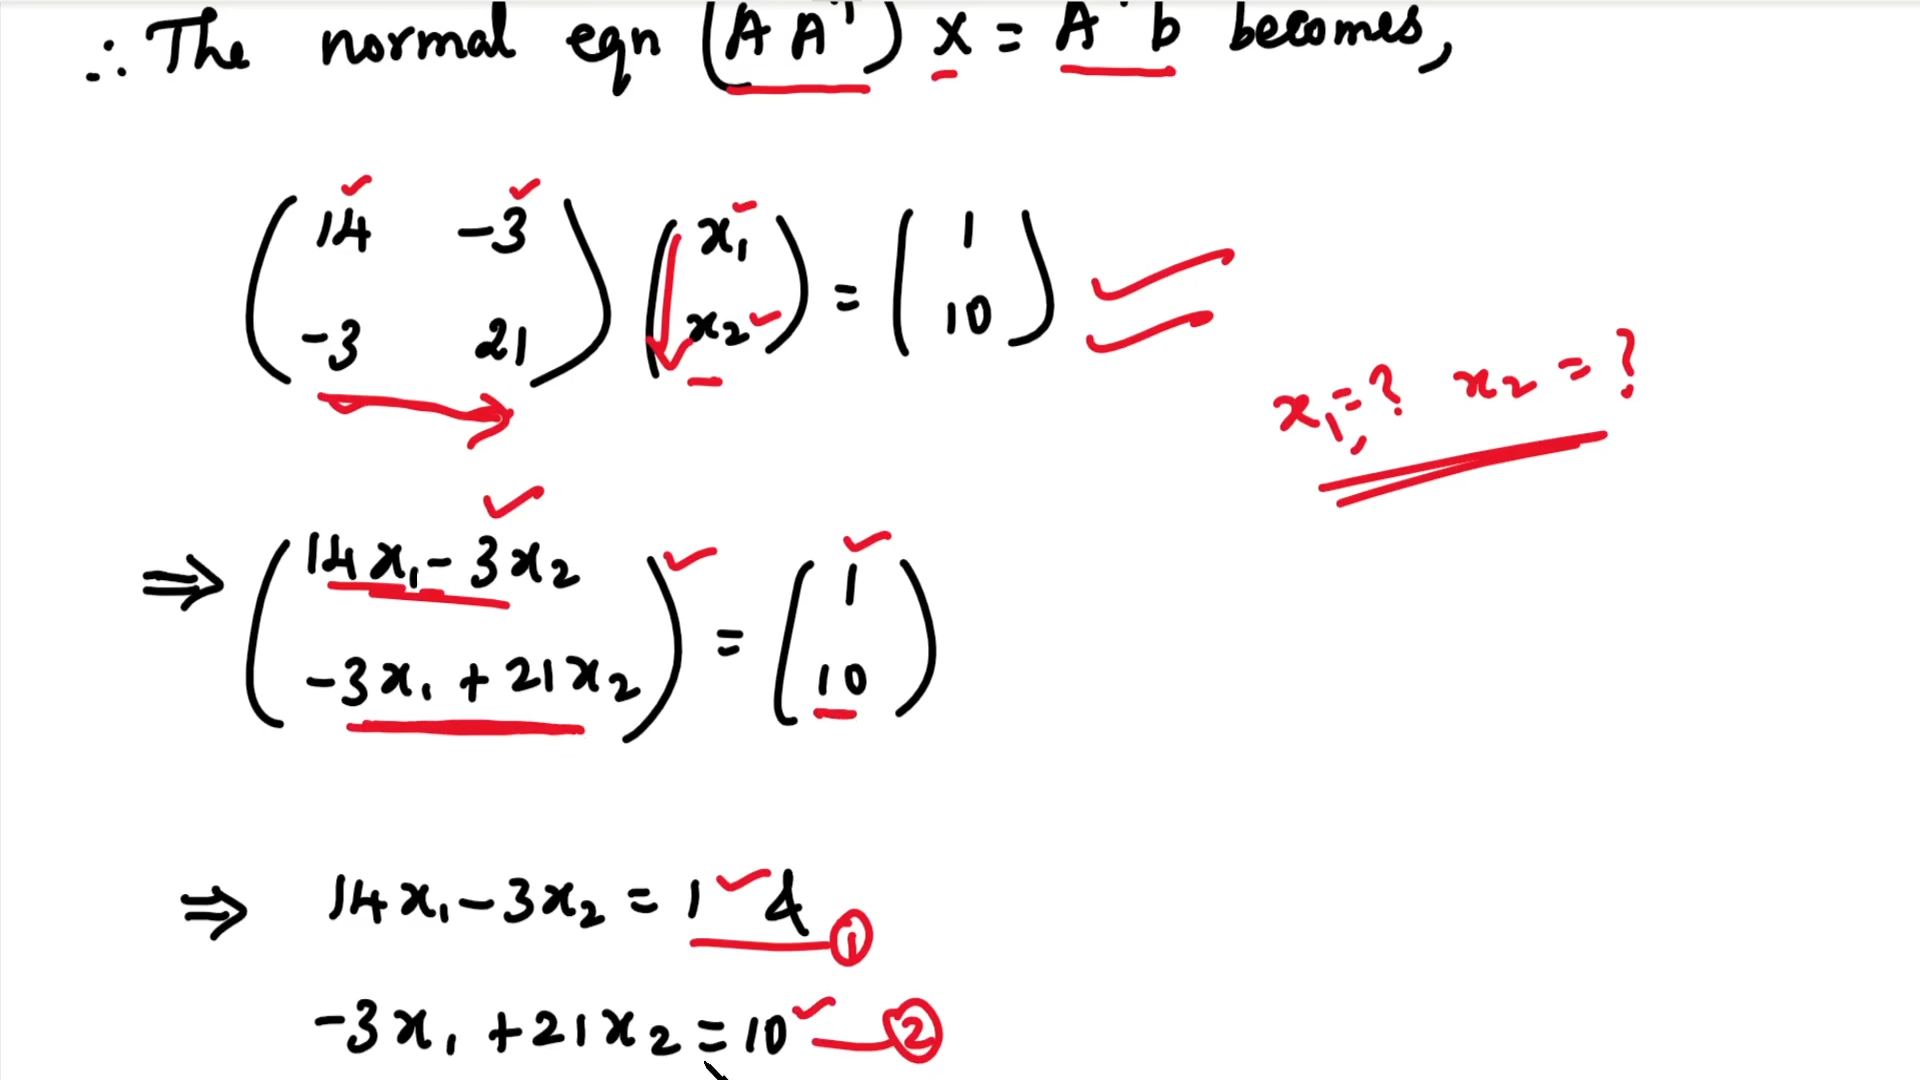 ∴ The normal eqn (A Aᵀ) x = Aᵀ b becomes,
( 14 -3 ) ( x₁ ) = ( 1 )
( -3 21 ) ( x₂ ) = ( 10 )
x₁ = ?, x₂ = ?
⇒ ( 14x₁ - 3x₂ ) = ( 1 )
( -3x₁ + 21x₂ ) = ( 10 )
⇒ 14x₁ - 3x₂ = 1 & ①
-3x₁ + 21x₂ = 10 ②